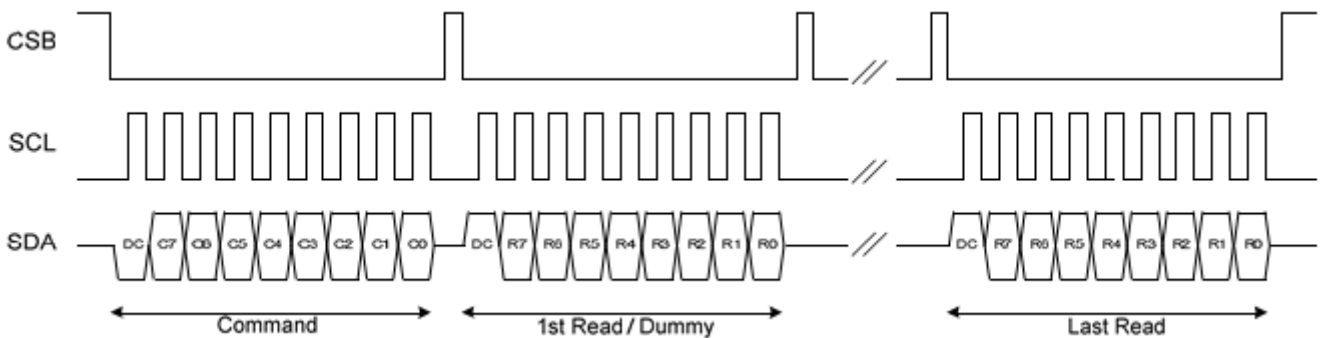 CSB
SCL
SDA DC C7 C6 C5 C4 C3 C2 C1 C0 DC R7 R6 R5 R4 R3 R2 R1 R0 // DC R7 R6 R5 R4 R3 R2 R1 R0
Command 1st Read / Dummy Last Read